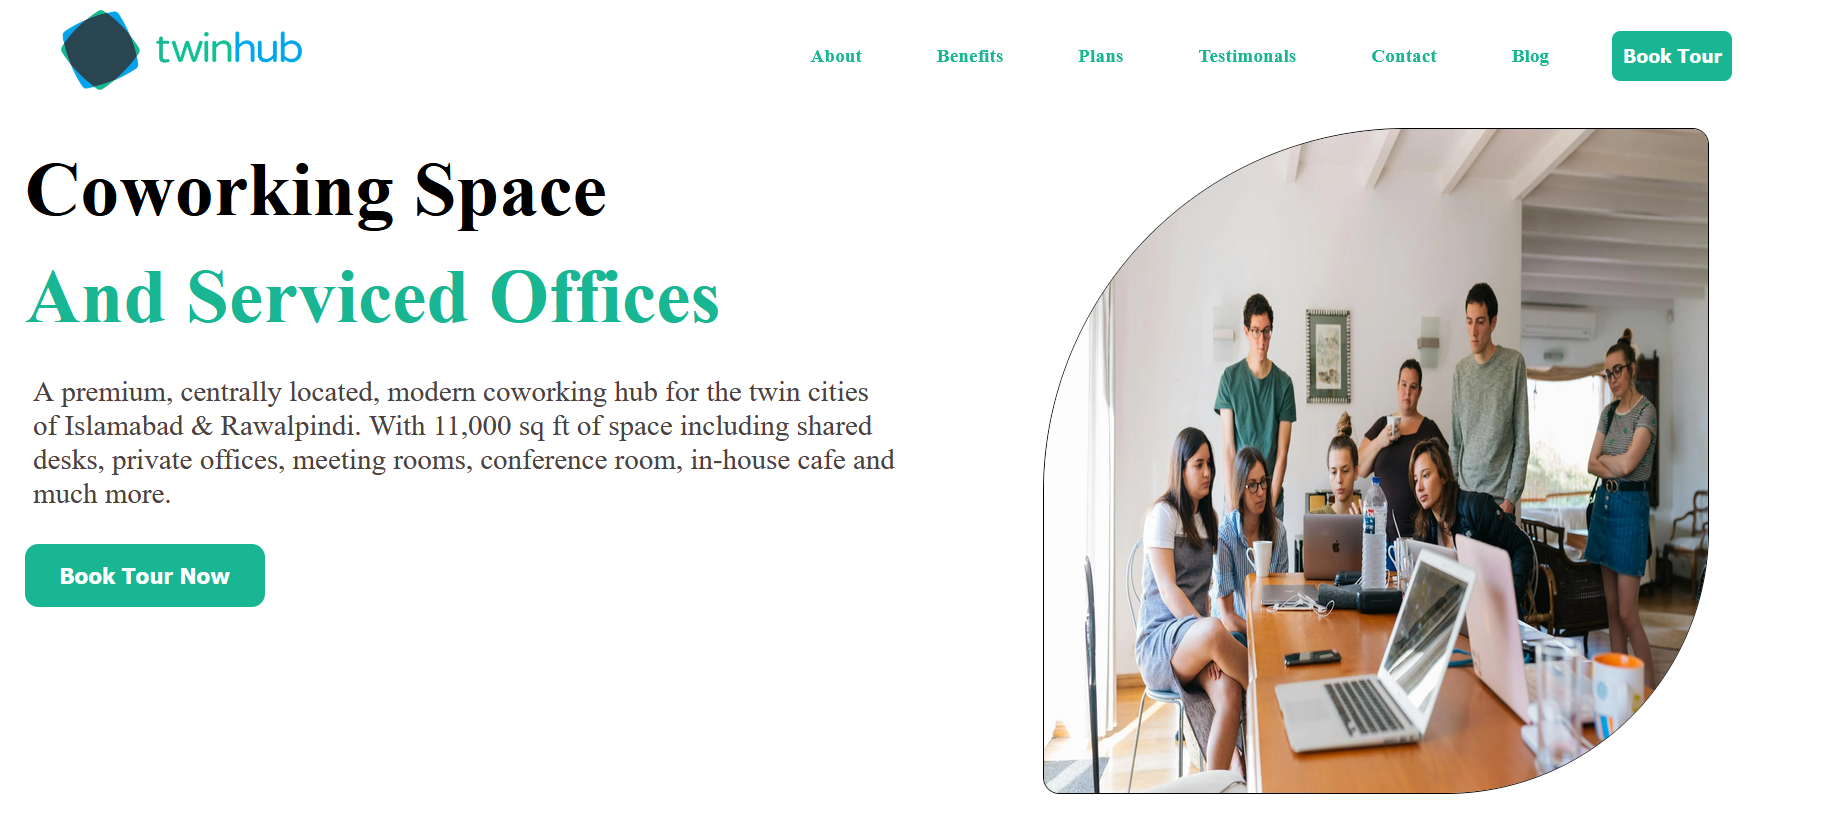 twinhub
About
Benefits
Plans
Testimonals
Contact
Blog
Book Tour
Coworking Space
And Serviced Offices
A premium, centrally located, modern coworking hub for the twin cities
of Islamabad & Rawalpindi. With 11,000 sq ft of space including shared
desks, private offices, meeting rooms, conference room, in-house cafe and
much more.
Book Tour Now